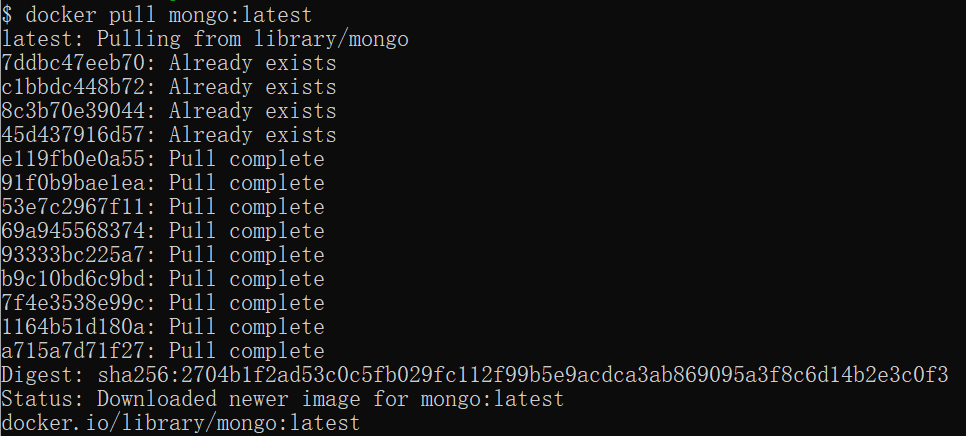 $ docker pull mongo:latest
latest: Pulling from library/mongo
7ddbc47eeb70: Already exists
c1bbdc448b72: Already exists
8c3b70e39044: Already exists
45d437916d57: Already exists
e119fb0e0a55: Pull complete
91f0b9bae1ea: Pull complete
53e7c2967f11: Pull complete
69a945568374: Pull complete
93333bc225a7: Pull complete
b9c10bd6c9bd: Pull complete
7f4e3538e99c: Pull complete
1164b51d180a: Pull complete
a715a7d71f27: Pull complete
Digest: sha256:2704b1f2ad53c0c5fb029fc112f99b5e9acdca3ab869095a3f8c6d14b2e3c0f3
Status: Downloaded newer image for mongo:latest
docker.io/library/mongo:latest